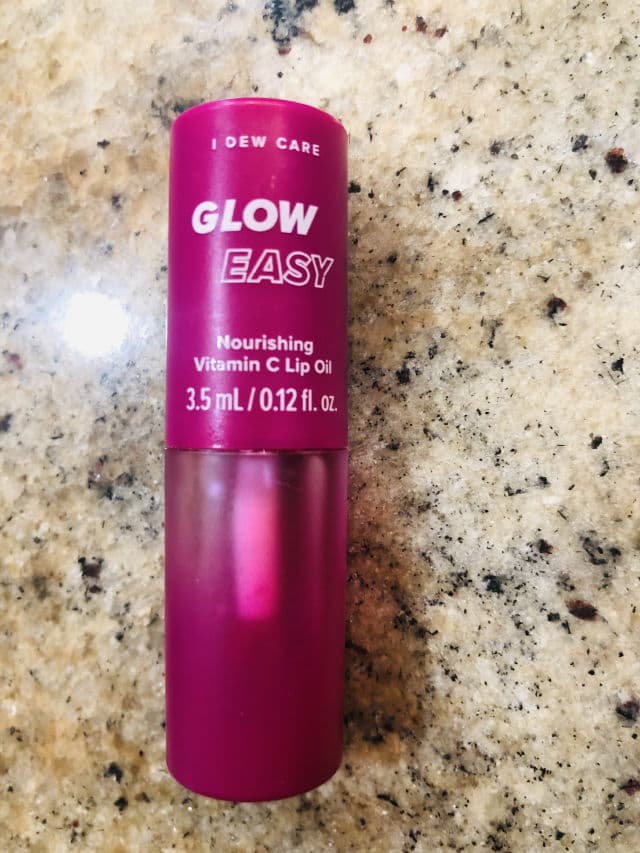 I DEW CARE
GLOW
EASY
Nourishing
Vitamin C Lip Oil
3.5 mL / 0.12 fl. oz.